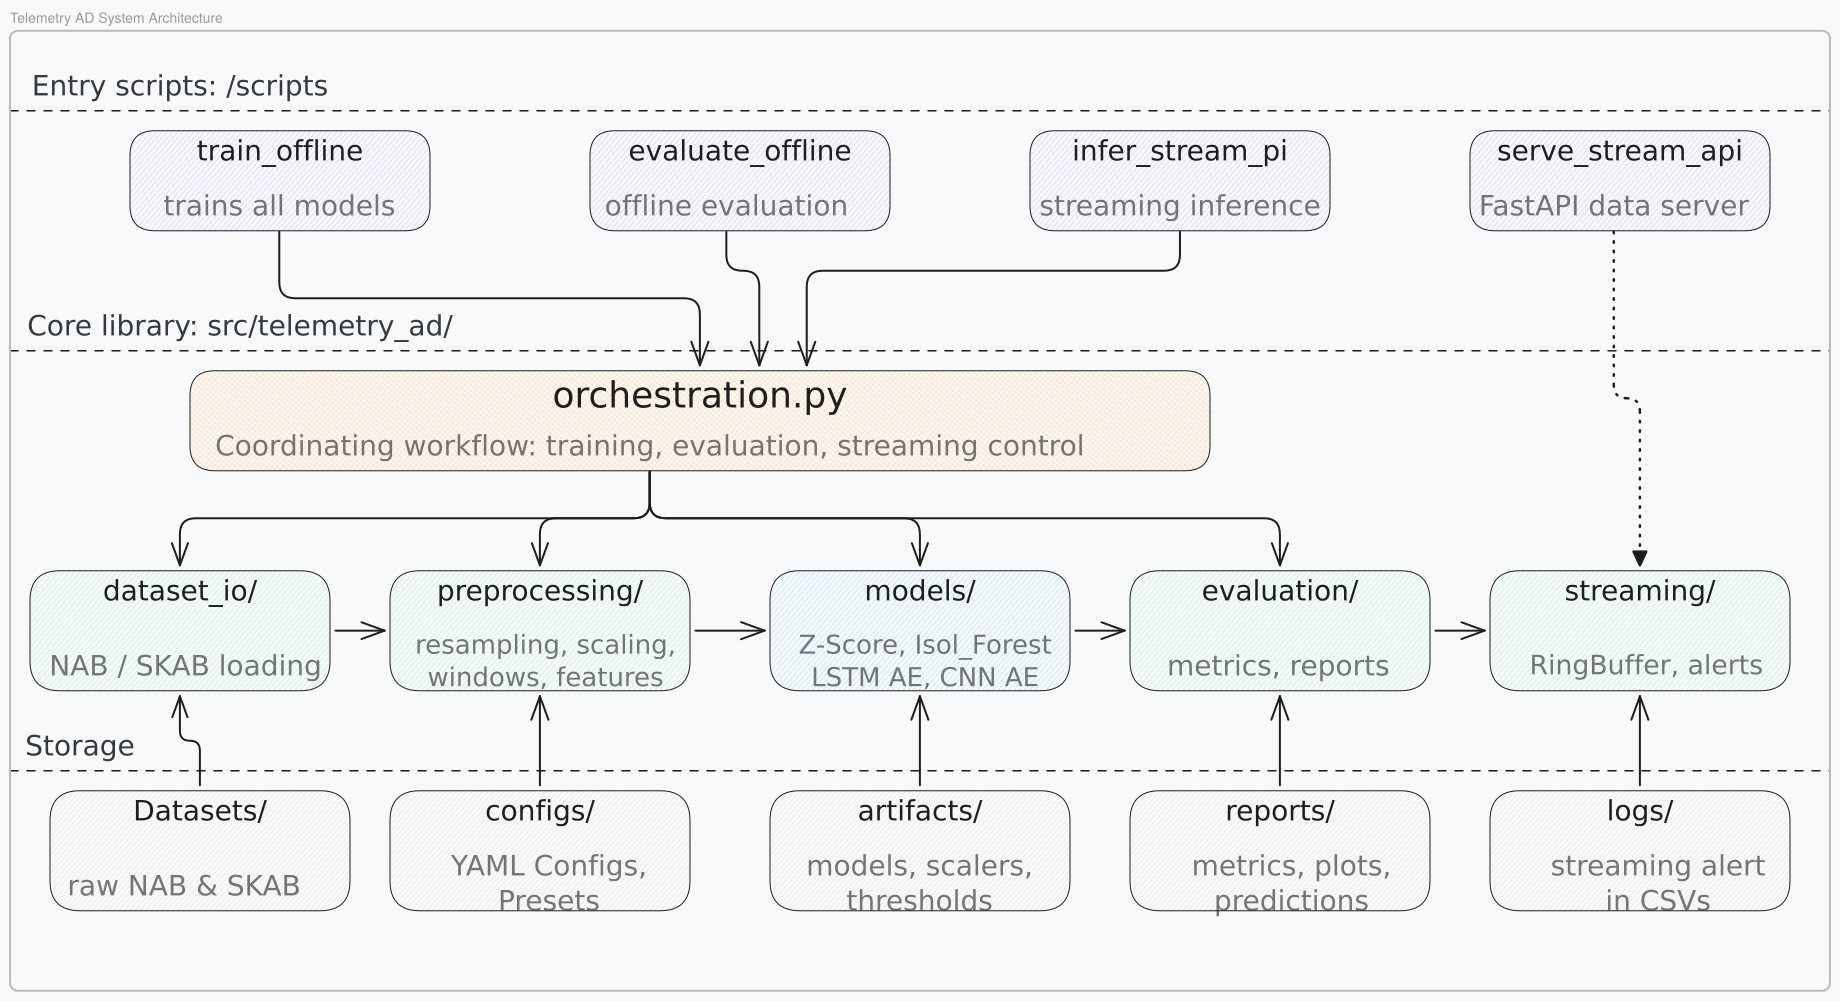 Telemetry AD System Architecture
Entry scripts: /scripts
train_offline
trains all models
evaluate_offline
offline evaluation
infer_stream_pi
streaming inference
serve_stream_api
FastAPI data server
Core library: src/telemetry_ad/
orchestration.py
Coordinating workflow: training, evaluation, streaming control
dataset_io/
NAB / SKAB loading
preprocessing/
resampling, scaling,
windows, features
models/
Z-Score, Isol_Forest
LSTM AE, CNN AE
evaluation/
metrics, reports
streaming/
RingBuffer, alerts
Storage
Datasets/
raw NAB & SKAB
configs/
YAML Configs,
Presets
artifacts/
models, scalers,
thresholds
reports/
metrics, plots,
predictions
logs/
streaming alert
in CSVs